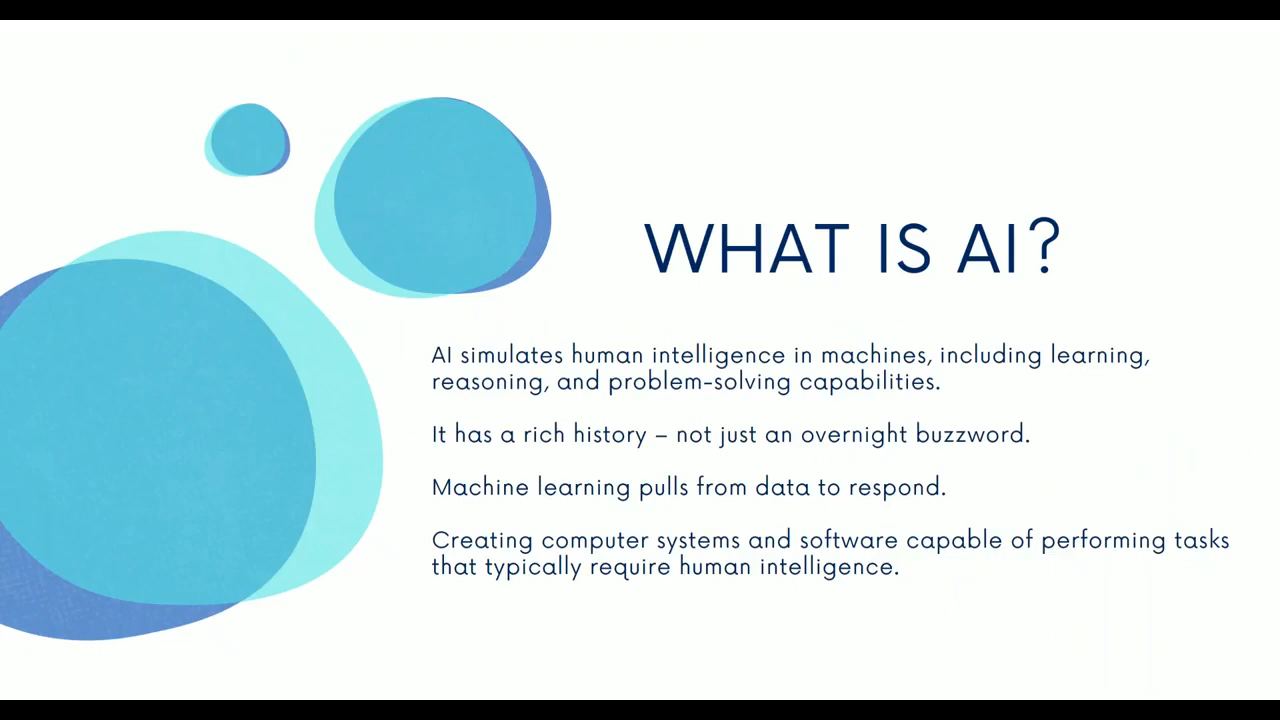 WHAT IS AI?
AI simulates human intelligence in machines, including learning,
reasoning, and problem-solving capabilities.
It has a rich history – not just an overnight buzzword.
Machine learning pulls from data to respond.
Creating computer systems and software capable of performing tasks
that typically require human intelligence.